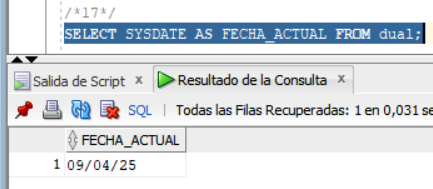 /*17*/
SELECT SYSDATE AS FECHA_ACTUAL FROM dual;
Salida de Script x Resultado de la Consulta x
SQL | Todas las Filas Recuperadas: 1 en 0,031 se
FECHA_ACTUAL
1 09/04/25